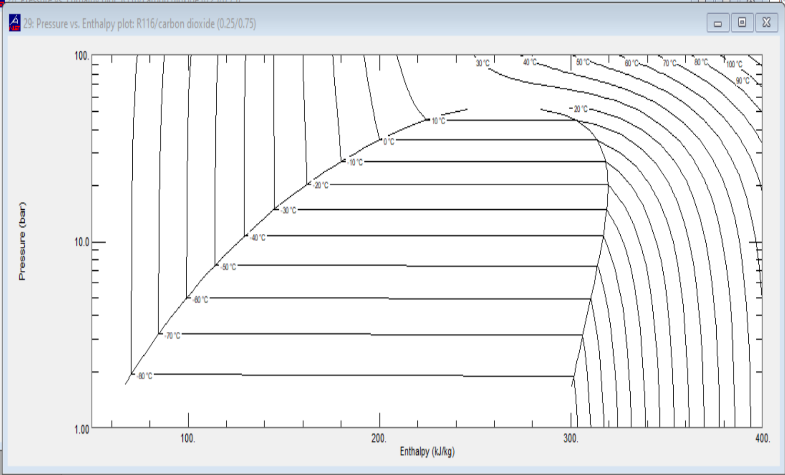 29: Pressure vs. Enthalpy plot: R116/carbon dioxide (0.25/0.75)
100.
30 °C
40 °C
50 °C
60 °C
70 °C
80 °C
100 °C
90 °C
20 °C
10 °C
0 °C
-10 °C
-20 °C
-30 °C
10.0
-40 °C
-50 °C
-60 °C
-70 °C
-80 °C
1.00
Pressure (bar)
100.
200.
300.
400.
Enthalpy (kJ/kg)